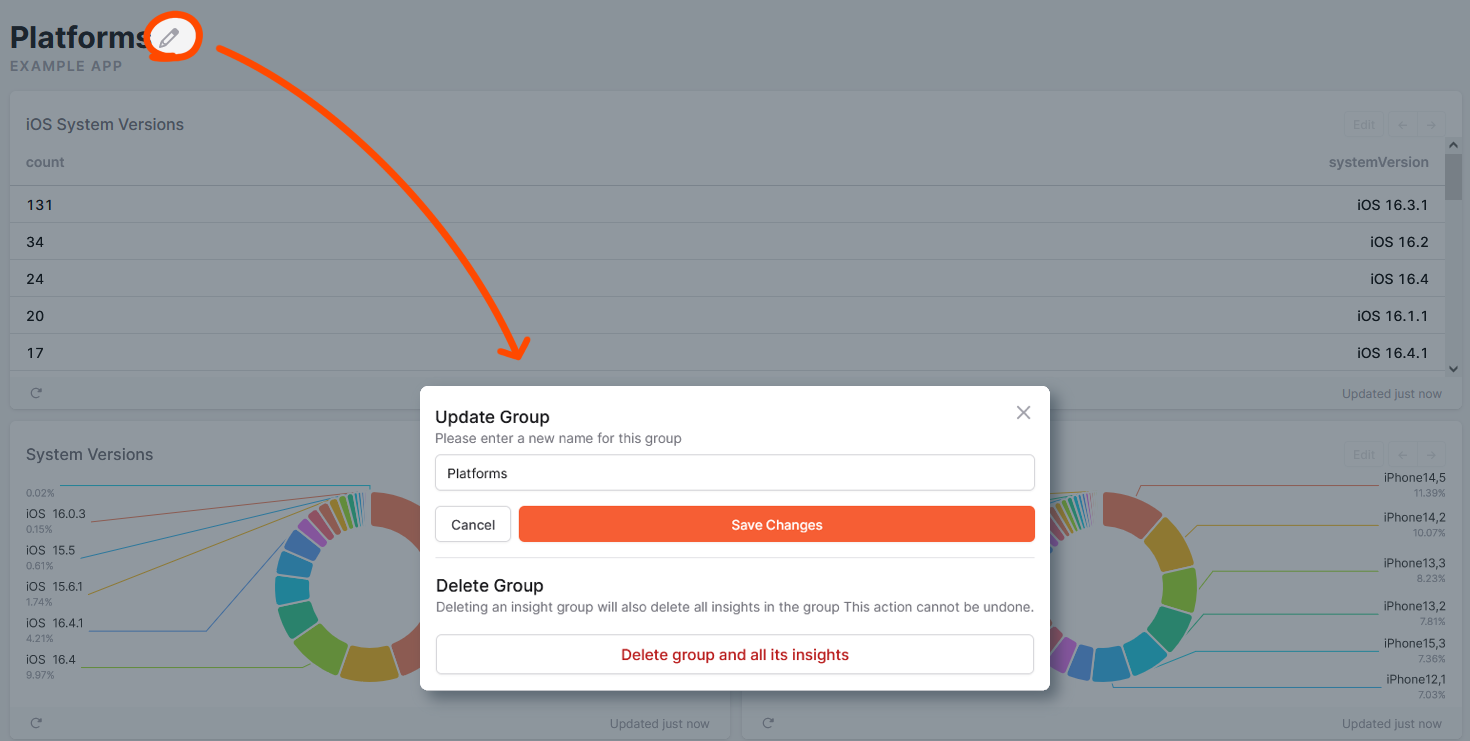 Platforms
EXAMPLE APP
iOS System Versions
Edit
count systemVersion
131 iOS 16.3.1
34 iOS 16.2
24 iOS 16.4
20 iOS 16.1.1
17 iOS 16.4.1
Updated just now
Update Group
Please enter a new name for this group
Platforms
Cancel Save Changes
Delete Group
Deleting an insight group will also delete all insights in the group This action cannot be undone.
Delete group and all its insights
System Versions
0.02%
iOS 16.0.3
0.15%
iOS 15.5
0.61%
iOS 15.6.1
1.74%
iOS 16.4.1
4.21%
iOS 16.4
9.97%
Updated just now
Edit
iPhone14,5
11.39%
iPhone14,2
10.07%
iPhone13,3
8.23%
iPhone13,2
7.81%
iPhone15,3
7.36%
iPhone12,1
7.03%
Updated just now